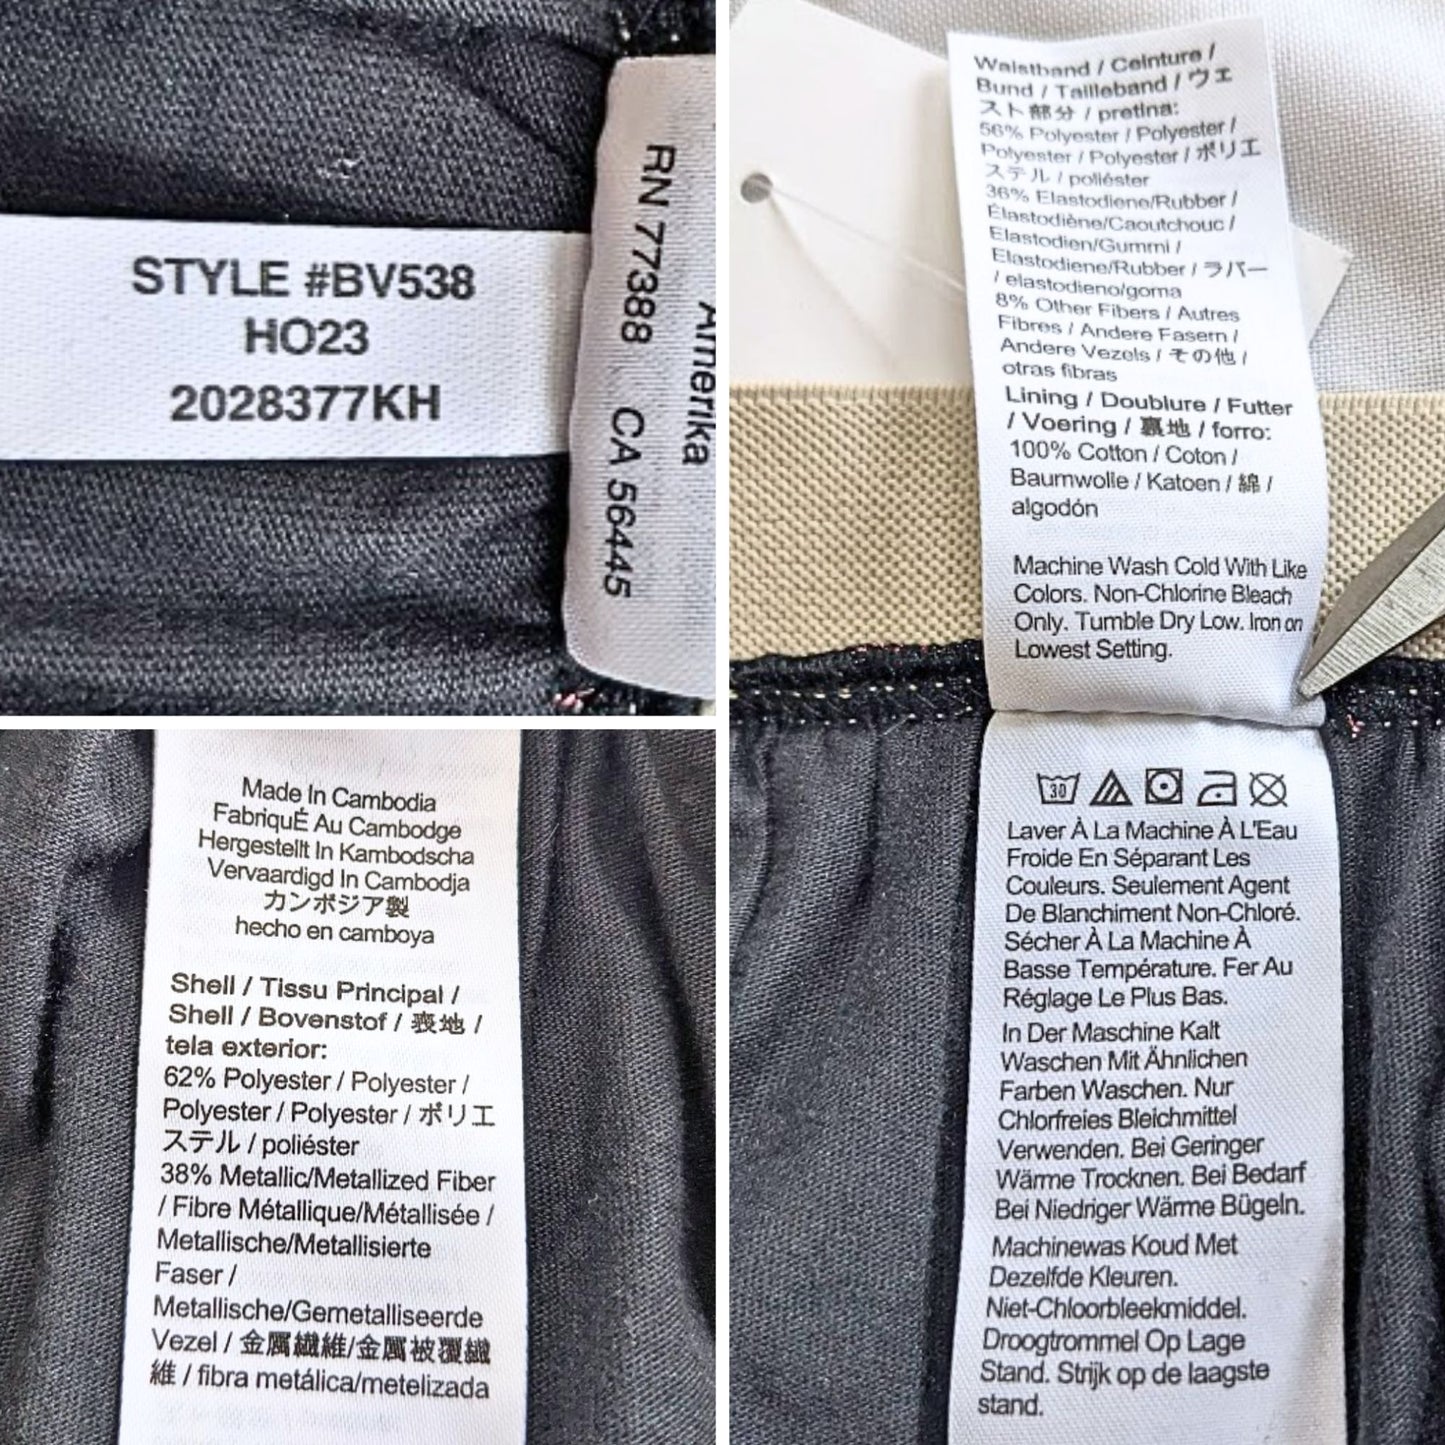 STYLE #BV538
HO23
2028377KH
RN 77388 CA 56445
Amerika
Made In Cambodia
FabriquÉ Au Cambodge
Hergestellt In Kambodscha
Vervaardigd In Cambodja
カンボジア製
hecho en camboya
Shell / Tissu Principal /
Shell / Bovenstof / 表地 /
tela exterior:
62% Polyester / Polyester /
Polyester / Polyester / ポリエ
ステル / poliéster
38% Metallic/Metallized Fiber
/ Fibre Métallique/Métallisée /
Metallische/Metallisierte
Faser /
Metallische/Gemetalliseerde
Vezel / 金属繊維/金属被覆繊
維 / fibra metálica/metelizada
Waistband / Ceinture /
Bund / Tailleband / ウェ
スト部分 / pretina:
56% Polyester / Polyester /
Polyester / Polyester / ポリエ
ステル / poliéster
36% Elastodiene/Rubber /
Élastodiène/Caoutchouc /
Elastodien/Gummi /
Elastodiene/Rubber / ラバー
/ elastodieno/goma
8% Other Fibers / Autres
Fibres / Andere Fasern /
Andere Vezels / その他 /
otras fibras
Lining / Doublure / Futter
/ Voering / 裏地 / forro:
100% Cotton / Coton /
Baumwolle / Katoen / 綿 /
algodón
Machine Wash Cold With Like
Colors. Non-Chlorine Bleach
Only. Tumble Dry Low. Iron on
Lowest Setting.
30
Laver À La Machine À L'Eau
Froide En Séparant Les
Couleurs. Seulement Agent
De Blanchiment Non-Chloré.
Sécher À La Machine À
Basse Température. Fer Au
Réglage Le Plus Bas.
In Der Maschine Kalt
Waschen Mit Ähnlichen
Farben Waschen. Nur
Chlorfreies Bleichmittel
Verwenden. Bei Geringer
Wärme Trocknen. Bei Bedarf
Bei Niedriger Wärme Bügeln.
Machinewas Koud Met
Dezelfde Kleuren.
Niet-Chloorbleekmiddel.
Droogtrommel Op Lage
Stand. Strijk op de laagste
stand.